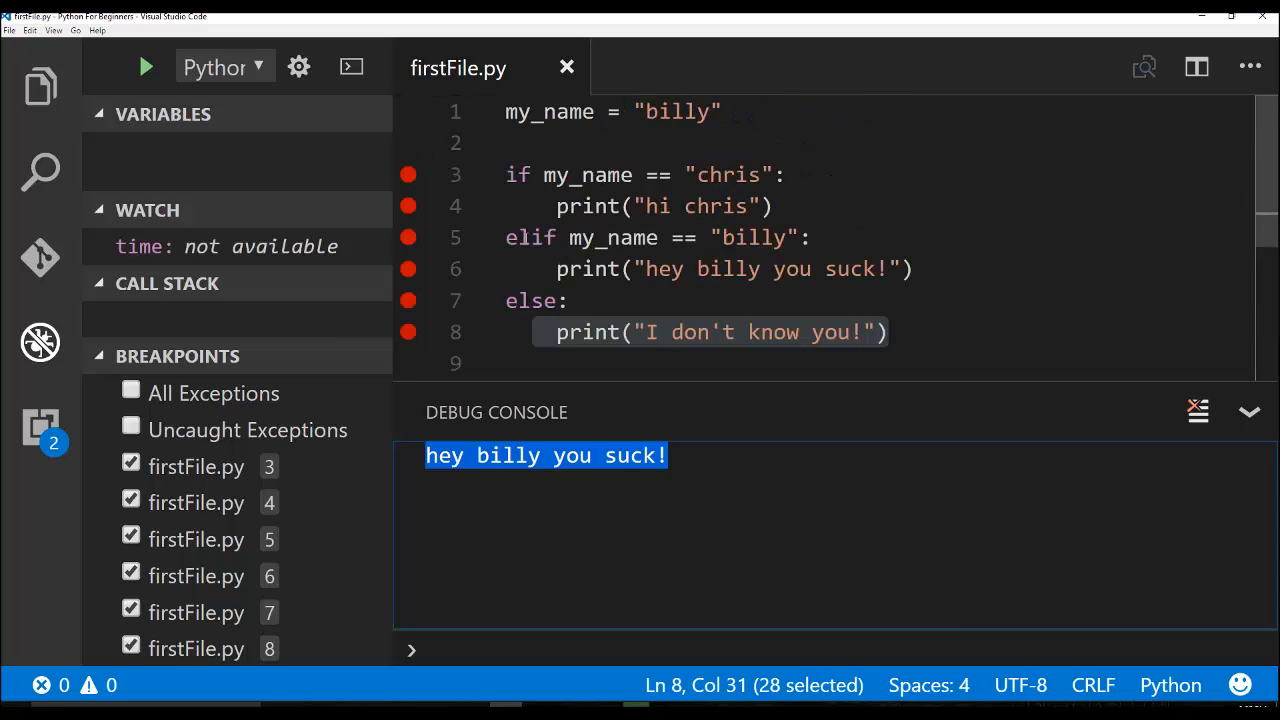 firstFile.py - Python For Beginners - Visual Studio Code
File Edit View Go Help
Python
firstFile.py
VARIABLES
WATCH
time: not available
CALL STACK
BREAKPOINTS
All Exceptions
Uncaught Exceptions
firstFile.py 3
firstFile.py 4
firstFile.py 5
firstFile.py 6
firstFile.py 7
firstFile.py 8
1 my_name = "billy"
2
3 if my_name == "chris":
4 print("hi chris")
5 elif my_name == "billy":
6 print("hey billy you suck!")
7 else:
8 print("I don't know you!")
9
DEBUG CONSOLE
hey billy you suck!
2
0 0 Ln 8, Col 31 (28 selected) Spaces: 4 UTF-8 CRLF Python